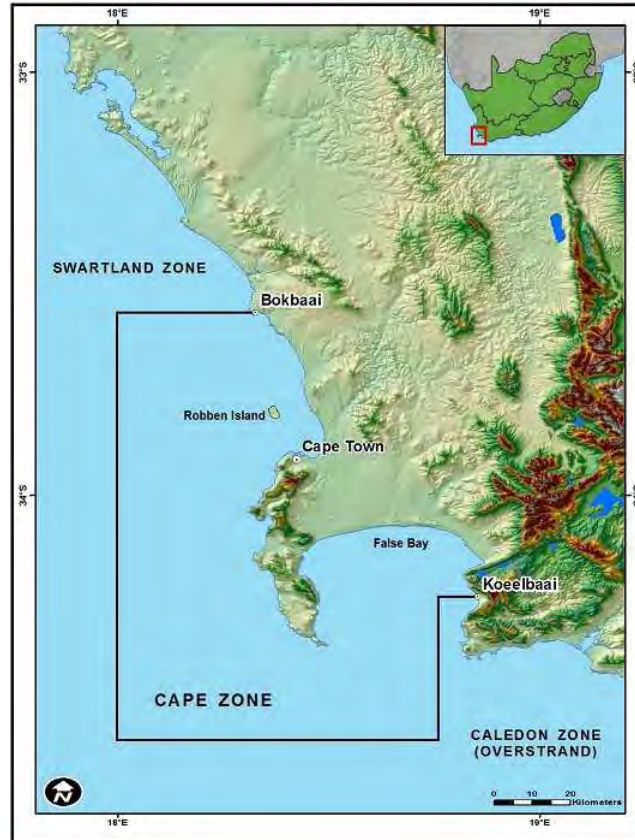 18°E
19°E
33°S
SWARTLAND ZONE
Bokbaai
Robben Island
Cape Town
34°S
False Bay
Koeelbaai
CAPE ZONE
CALEDON ZONE
(OVERSTRAND)
N
0 10 20
Kilometers
18°E
19°E